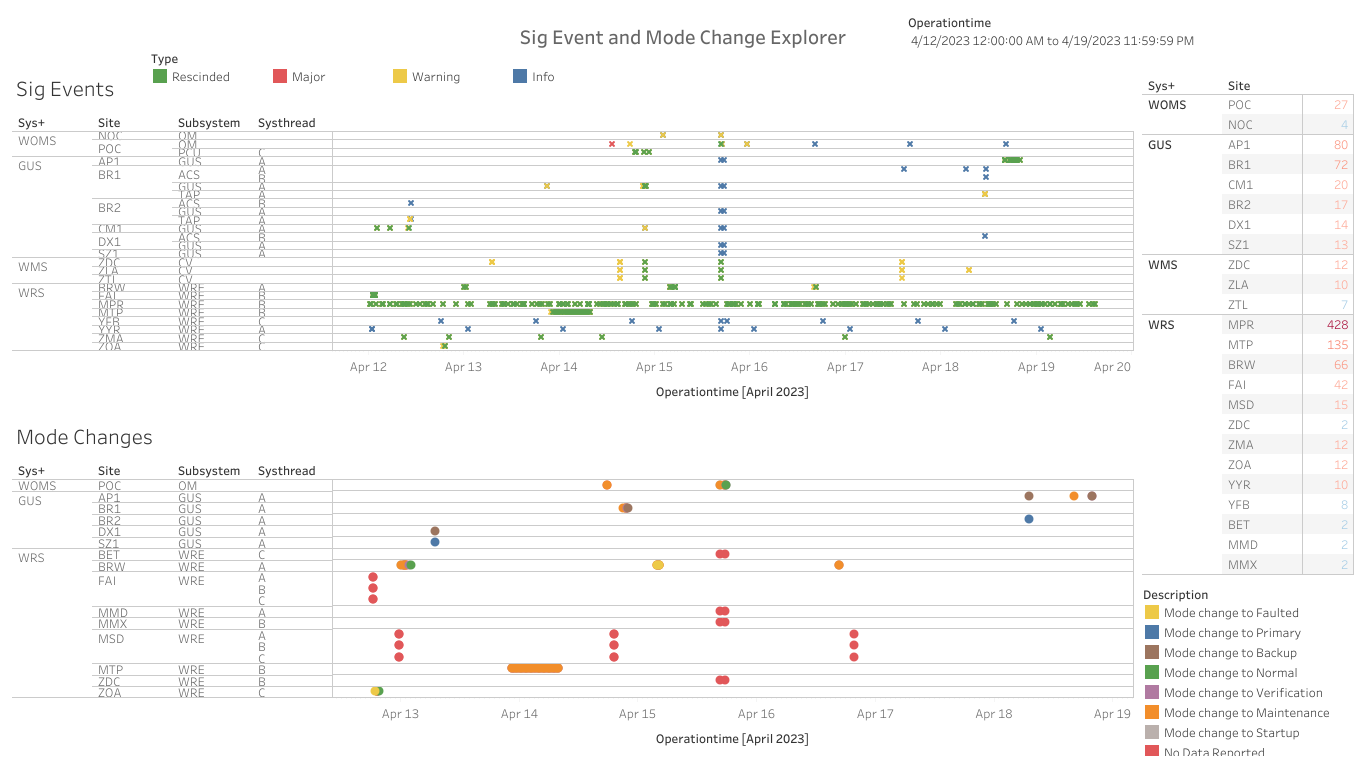 Sig Event and Mode Change Explorer
Operationtime
4/12/2023 12:00:00 AM to 4/19/2023 11:59:59 PM
Type
Rescinded Major Warning Info
Sig Events
Sys+ Site Subsystem Systhread
WOMS NOC OM
POC OM
PCU C
GUS AP1 GUS A
BR1 ACS A
B
GUS A
TAP A
BR2 ACS B
GUS A
TAP A
CM1 GUS A
DX1 ACS B
GUS A
SZ1 GUS A
WMS ZDC CV
ZLA CV
ZTL CV
WRS BRW WRE A
FAI WRE A
MPR WRE B
MTP WRE B
YFB WRE C
YYR WRE A
ZMA WRE C
ZOA WRE C
Apr 12 Apr 13 Apr 14 Apr 15 Apr 16 Apr 17 Apr 18 Apr 19 Apr 20
Operationtime [April 2023]
Mode Changes
Sys+ Site Subsystem Systhread
WOMS POC OM
GUS AP1 GUS A
BR1 GUS A
BR2 GUS A
DX1 GUS A
SZ1 GUS A
WRS BET WRE C
BRW WRE A
FAI WRE A
B
C
MMD WRE A
MMX WRE B
MSD WRE A
B
C
MTP WRE B
ZDC WRE B
ZOA WRE C
Apr 13 Apr 14 Apr 15 Apr 16 Apr 17 Apr 18 Apr 19
Operationtime [April 2023]
Sys+ Site
WOMS POC 27
NOC 4
GUS AP1 80
BR1 72
CM1 20
BR2 17
DX1 14
SZ1 13
WMS ZDC 12
ZLA 10
ZTL 7
WRS MPR 428
MTP 135
BRW 66
FAI 42
MSD 15
ZDC 2
ZMA 12
ZOA 12
YYR 10
YFB 8
BET 2
MMD 2
MMX 2
Description
Mode change to Faulted
Mode change to Primary
Mode change to Backup
Mode change to Normal
Mode change to Verification
Mode change to Maintenance
Mode change to Startup
No Data Reported